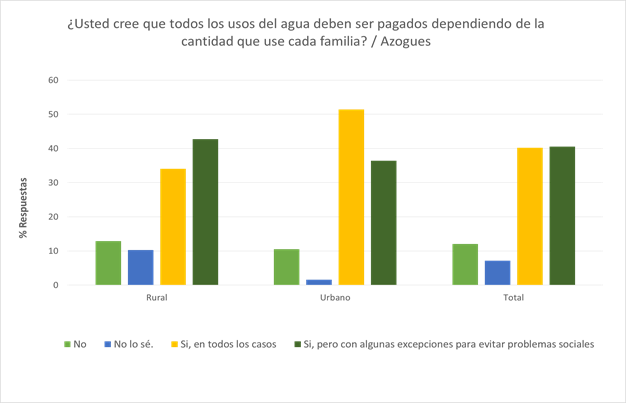 ¿Usted cree que todos los usos del agua deben ser pagados dependiendo de la
cantidad que use cada familia? / Azogues
60
50
40
30
20
10
0
% Respuestas
Rural
Urbano
Total
No
No lo sé.
Si, en todos los casos
Si, pero con algunas excepciones para evitar problemas sociales